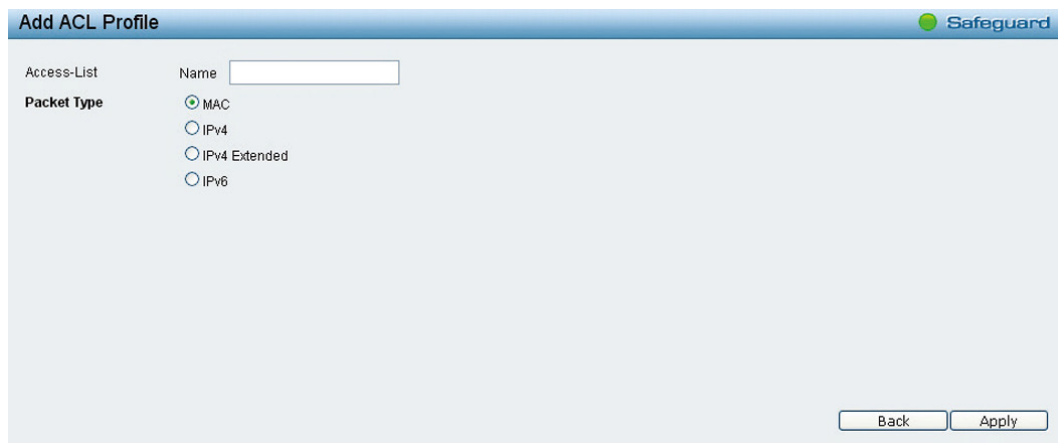 Add ACL Profile
Safeguard
Access-List Name
Packet Type MAC
IPv4
IPv4 Extended
IPv6
Back Apply